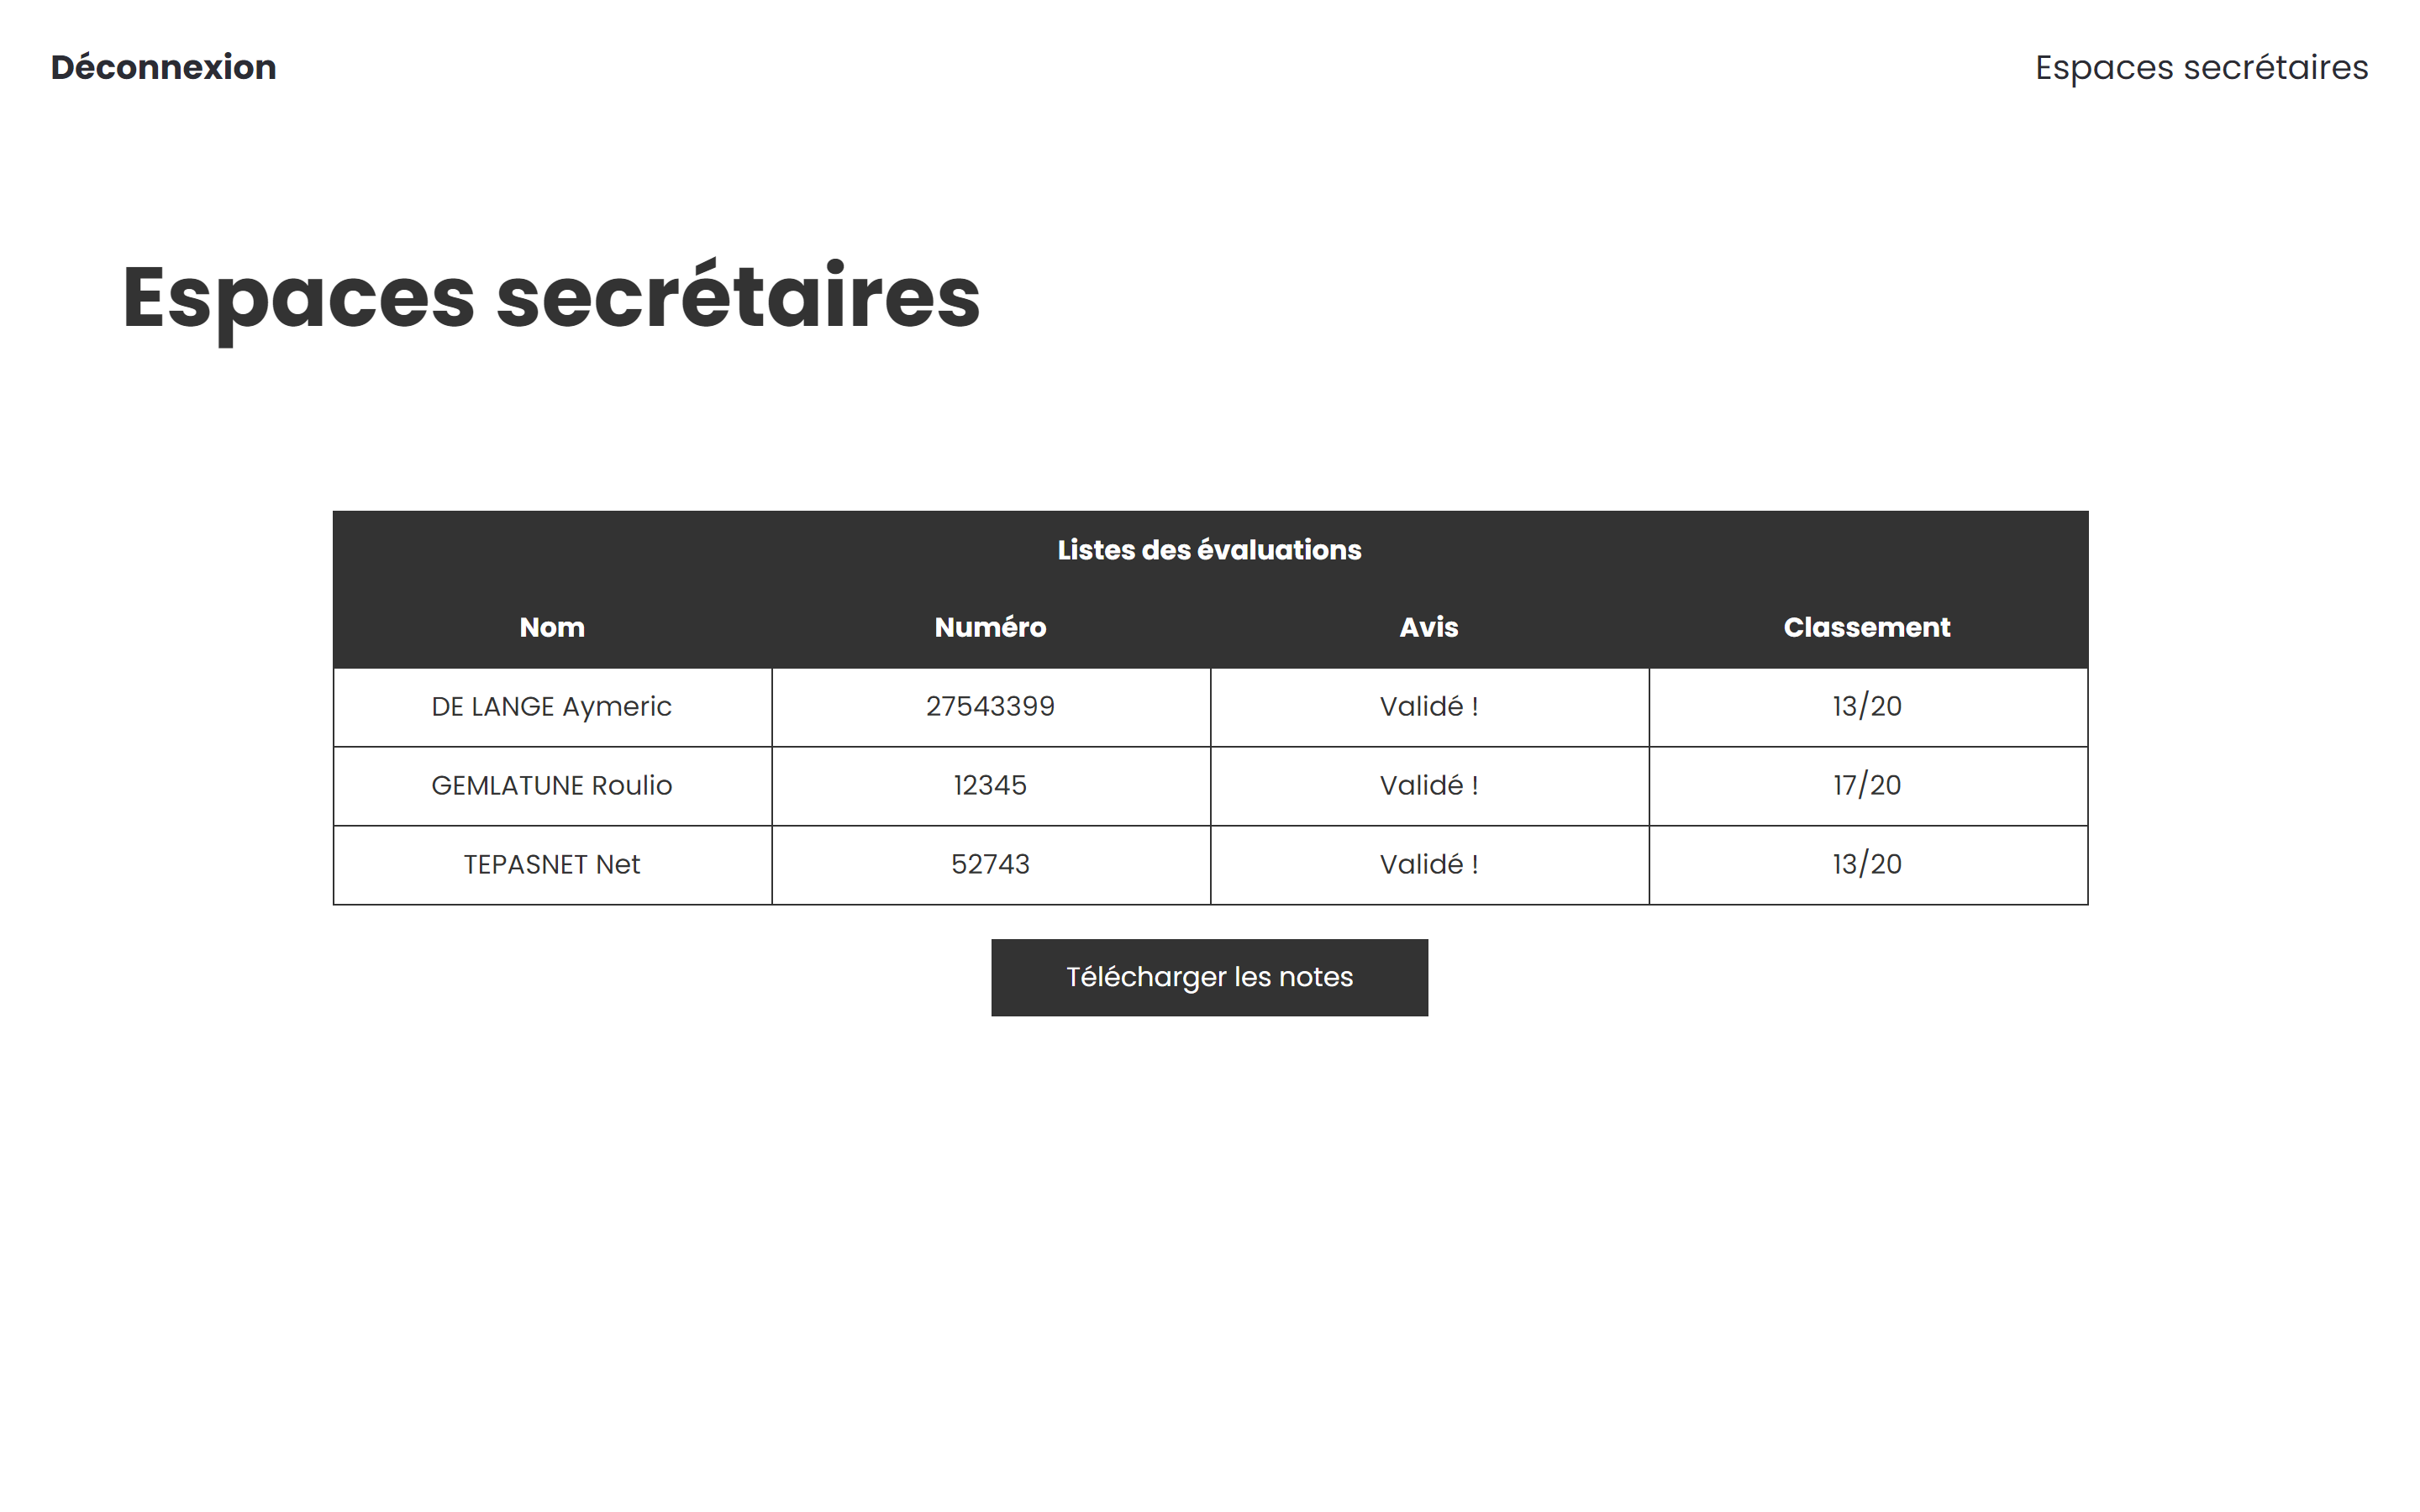 Déconnexion
Espaces secrétaires
Espaces secrétaires
Listes des évaluations
Nom Numéro Avis Classement
DE LANGE Aymeric 27543399 Validé ! 13/20
GEMLATUNE Roulio 12345 Validé ! 17/20
TEPASNET Net 52743 Validé ! 13/20
Télécharger les notes